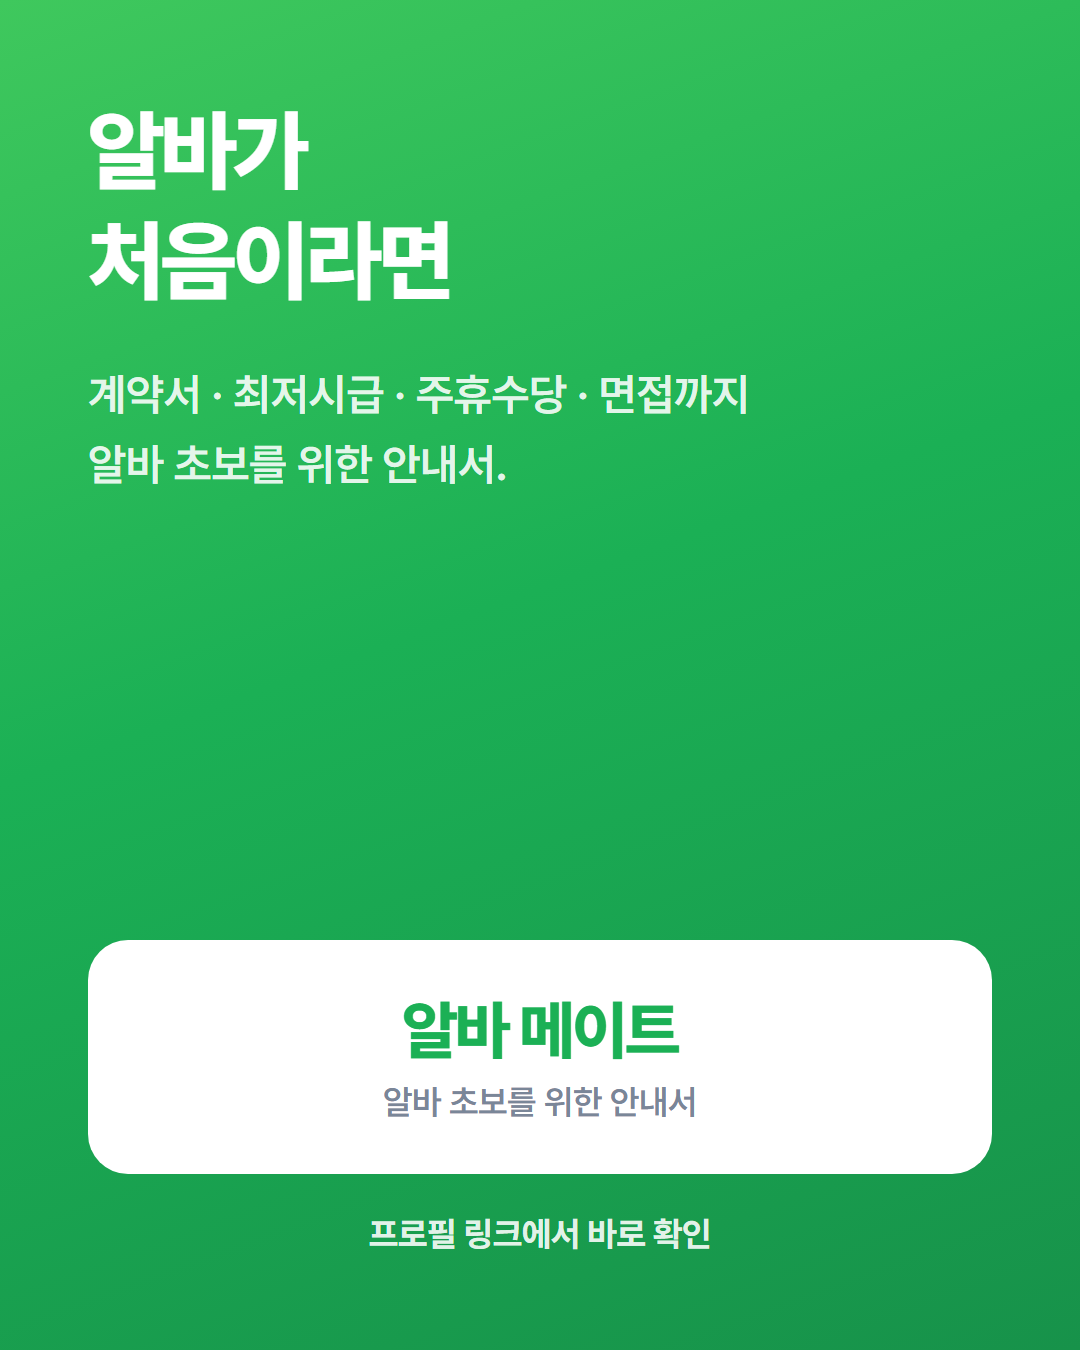 알바가
처음이라면
계약서 · 최저시급 · 주휴수당 · 면접까지
알바 초보를 위한 안내서.
알바 메이트
알바 초보를 위한 안내서
프로필 링크에서 바로 확인